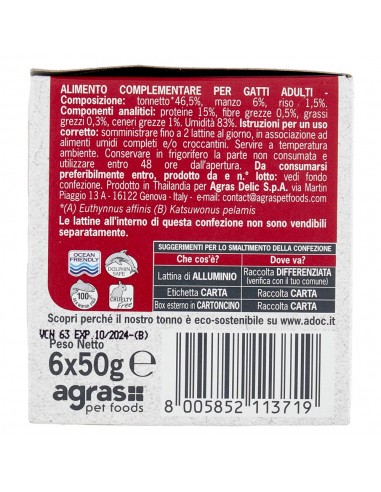 ALIMENTO COMPLEMENTARE PER GATTI ADULTI -
Composizione: tonnetto*46,5%, manzo 6%, riso 1,5%.
Componenti analitici: proteine 15%, fibre grezze 0,5%, grassi
grezzi 0,3%, ceneri grezze 1%. Umidità 83%. Istruzioni per un uso
corretto: somministrare fino a 2 lattine al giorno, in associazione ad
alimenti umidi completi e/o croccantini. Servire a temperatura
ambiente. Conservare in frigorifero la parte non consumata e
utilizzare entro 48 ore dall'apertura. Da consumarsi
preferibilmente entro, prodotto da e n. lotto: vedi fondo
confezione. Prodotto in Thailandia per Agras Delic S.p.A. via Martin
Piaggio 13 A - 16122 Genova - Italy - e-mail: contact@agraspetfoods.com
*(A) Euthynnus affinis (B) Katsuwonus pelamis
Le lattine all'interno di questa confezione non sono vendibili
separatamente.
SUGGERIMENTI PER LO SMALTIMENTO DELLA CONFEZIONE
Che cos'è? Dove va?
Lattina di ALLUMINIO Raccolta DIFFERENZIATA
(verifica con il tuo comune)
Etichetta CARTA Raccolta CARTA
Box esterno in CARTONCINO Raccolta CARTA
OCEAN
FRIENDLY
DOLPHIN
SAFE
100%
CRUELTY
Free
Scopri perché il nostro tonno è eco-sostenibile su www.adoc.it
VCH 63 EXP 10/2024-(B)
Peso Netto
6x50g e
agras
pet foods
8 005852 113719